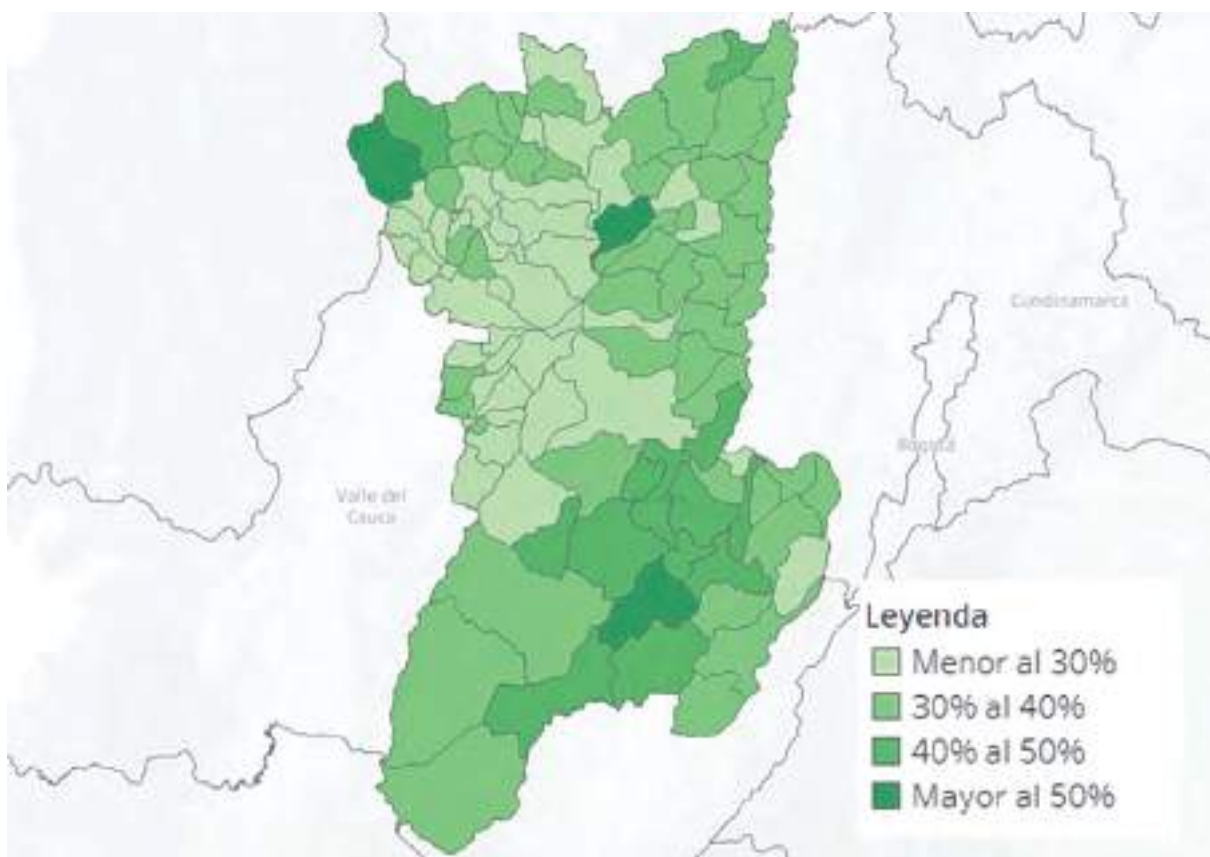 Cundinamarca
Bogotá
Valle del
Cauca
Leyenda
Menor al 30%
30% al 40%
40% al 50%
Mayor al 50%